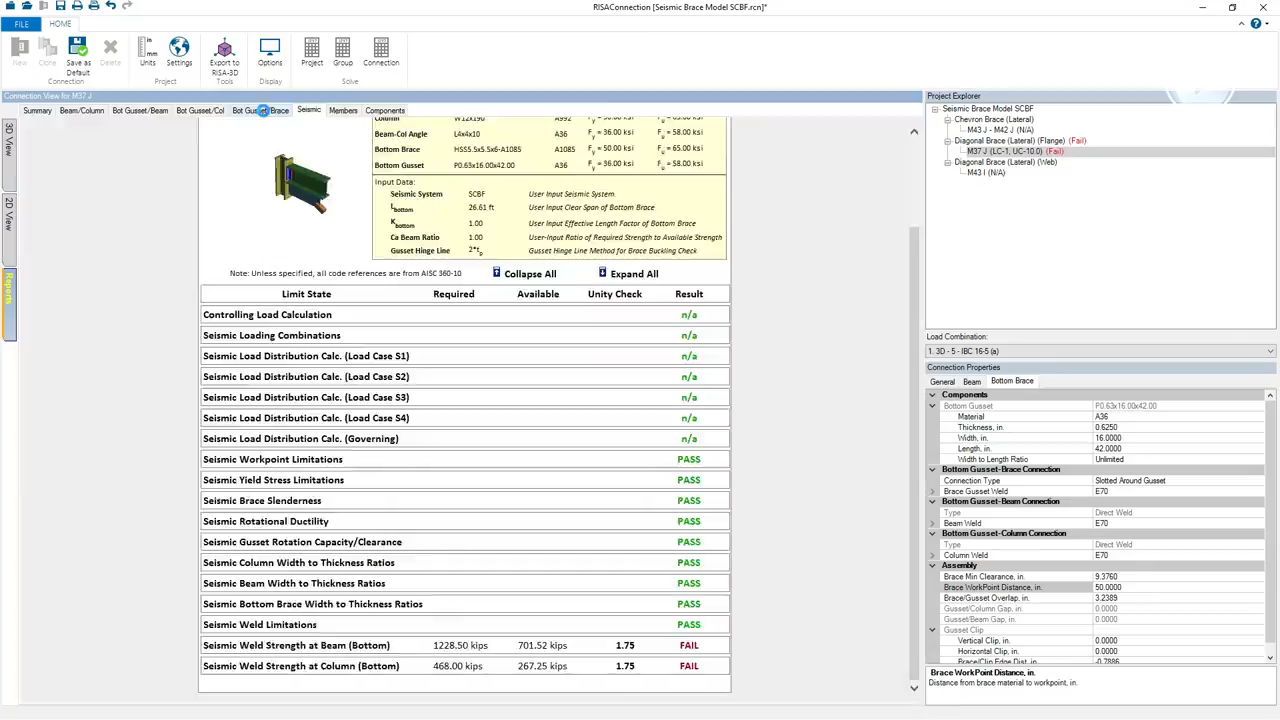 RISAConnection [Seismic Brace Model SCBF.rcn]*
FILE HOME
New Clone Save as Default Delete Units Settings Export to RISA-3D Options Project Group Connection
Connection Project Tools Display Solve
Connection View for M37 J
Summary Beam/Column Bot Gusset/Beam Bot Gusset/Col Bot Gusset/Brace Seismic Members Components
3D View
2D View
Reports
Beam-Col Angle L4x4x10 A36 Fy = 36.00 ksi Fu = 58.00 ksi
Bottom Brace HSS5.5x5.5x6-A1085 A1085 Fy = 50.00 ksi Fu = 65.00 ksi
Bottom Gusset P0.63x16.00x42.00 A36 Fy = 36.00 ksi Fu = 58.00 ksi
Input Data:
Seismic System SCBF User Input Seismic System
Lbottom 26.61 ft User Input Clear Span of Bottom Brace
Kbottom 1.00 User Input Effective Length Factor of Bottom Brace
Ca Beam Ratio 1.00 User-Input Ratio of Required Strength to Available Strength
Gusset Hinge Line 2*tp Gusset Hinge Line Method for Brace Buckling Check
Note: Unless specified, all code references are from AISC 360-10 Collapse All Expand All
Limit State Required Available Unity Check Result
Controlling Load Calculation n/a
Seismic Loading Combinations n/a
Seismic Load Distribution Calc. (Load Case S1) n/a
Seismic Load Distribution Calc. (Load Case S2) n/a
Seismic Load Distribution Calc. (Load Case S3) n/a
Seismic Load Distribution Calc. (Load Case S4) n/a
Seismic Load Distribution Calc. (Governing) n/a
Seismic Workpoint Limitations PASS
Seismic Yield Stress Limitations PASS
Seismic Brace Slenderness PASS
Seismic Rotational Ductility PASS
Seismic Gusset Rotation Capacity/Clearance PASS
Seismic Column Width to Thickness Ratios PASS
Seismic Beam Width to Thickness Ratios PASS
Seismic Bottom Brace Width to Thickness Ratios PASS
Seismic Weld Limitations PASS
Seismic Weld Strength at Beam (Bottom) 1228.50 kips 701.52 kips 1.75 FAIL
Seismic Weld Strength at Column (Bottom) 468.00 kips 267.25 kips 1.75 FAIL
Project Explorer
Seismic Brace Model SCBF
Chevron Brace (Lateral)
M43 J - M42 J (N/A)
Diagonal Brace (Lateral) (Flange) (Fail)
M37 J (LC-1, UC-10.0) (Fail)
Diagonal Brace (Lateral) (Web)
M43 I (N/A)
Load Combination:
1. 3D - 5 - IBC 16-5 (a)
Connection Properties
General Beam Bottom Brace
Components
Bottom Gusset P0.63x16.00x42.00
Material A36
Thickness, in. 0.6250
Width, in. 16.0000
Length, in. 42.0000
Width to Length Ratio Unlimited
Bottom Gusset-Brace Connection
Connection Type Slotted Around Gusset
Brace Gusset Weld E70
Bottom Gusset-Beam Connection
Type Direct Weld
Beam Weld E70
Bottom Gusset-Column Connection
Type Direct Weld
Column Weld E70
Assembly
Brace Min Clearance, in. 9.3760
Brace WorkPoint Distance, in. 50.0000
Brace/Gusset Overlap, in. 3.2389
Gusset/Column Gap, in. 0.0000
Gusset/Beam Gap, in. 0.0000
Gusset Clip
Vertical Clip, in. 0.0000
Horizontal Clip, in. 0.0000
Brace/Clip Edge Dist, in. -0.7886
Brace WorkPoint Distance, in.
Distance from brace material to workpoint, in.